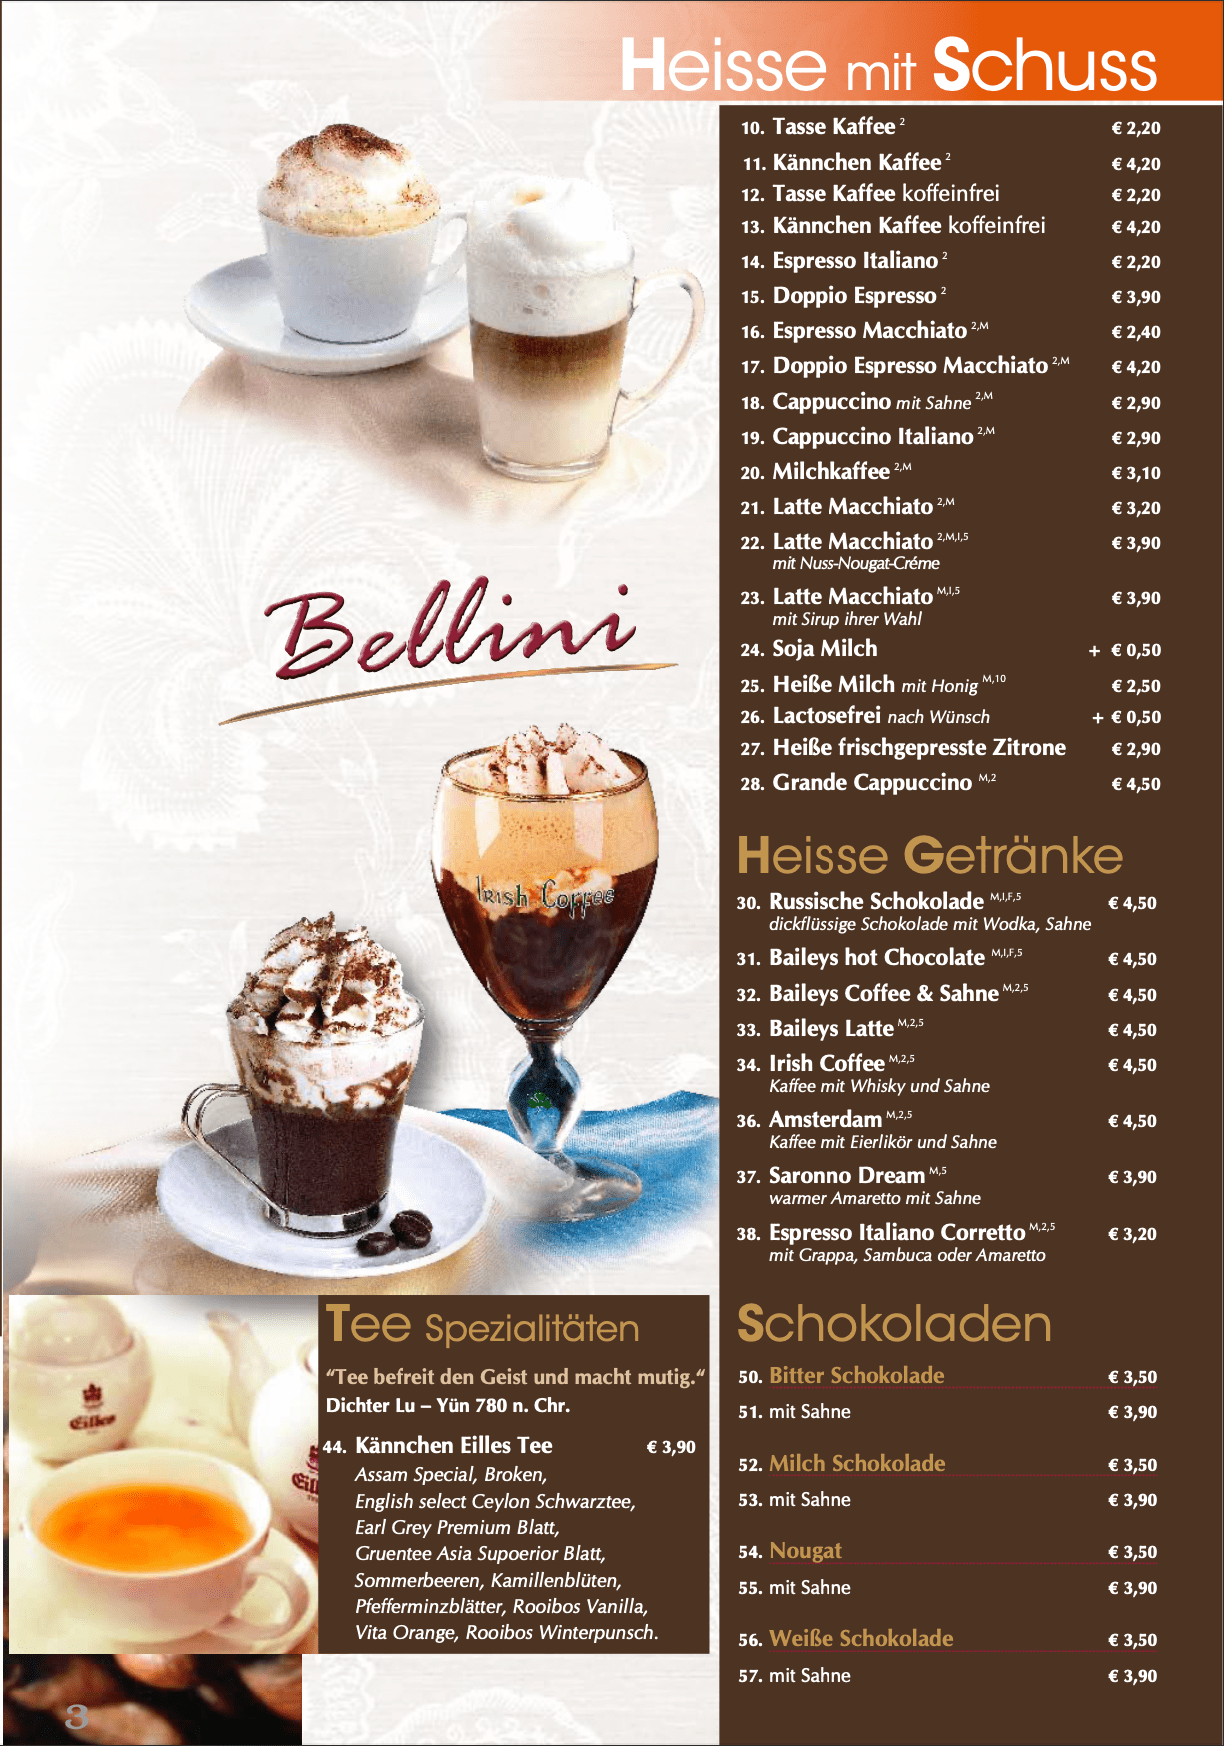 Heisse mit Schuss
10. Tasse Kaffee 2 € 2,20
11. Kännchen Kaffee 2 € 4,20
12. Tasse Kaffee koffeinfrei € 2,20
13. Kännchen Kaffee koffeinfrei € 4,20
14. Espresso Italiano 2 € 2,20
15. Doppio Espresso 2 € 3,90
16. Espresso Macchiato 2,M € 2,40
17. Doppio Espresso Macchiato 2,M € 4,20
18. Cappuccino mit Sahne 2,M € 2,90
19. Cappuccino Italiano 2,M € 2,90
20. Milchkaffee 2,M € 3,10
21. Latte Macchiato 2,M € 3,20
22. Latte Macchiato 2,M,I,5 € 3,90
mit Nuss-Nougat-Créme
23. Latte Macchiato M,I,5 € 3,90
mit Sirup ihrer Wahl
24. Soja Milch + € 0,50
25. Heiße Milch mit Honig M,10 € 2,50
26. Lactosefrei nach Wünsch + € 0,50
27. Heiße frischgepresste Zitrone € 2,90
28. Grande Cappuccino M,2 € 4,50
Bellini
Irish Coffee
Heisse Getränke
30. Russische Schokolade M,I,F,5 € 4,50
dickflüssige Schokolade mit Wodka, Sahne
31. Baileys hot Chocolate M,I,F,5 € 4,50
32. Baileys Coffee & Sahne M,2,5 € 4,50
33. Baileys Latte M,2,5 € 4,50
34. Irish Coffee M,2,5 € 4,50
Kaffee mit Whisky und Sahne
36. Amsterdam M,2,5 € 4,50
Kaffee mit Eierlikör und Sahne
37. Saronno Dream M,5 € 3,90
warmer Amaretto mit Sahne
38. Espresso Italiano Corretto M,2,5 € 3,20
mit Grappa, Sambuca oder Amaretto
Tee Spezialitäten
“Tee befreit den Geist und macht mutig.“
Dichter Lu – Yün 780 n. Chr.
44. Kännchen Eilles Tee € 3,90
Assam Special, Broken,
English select Ceylon Schwarztee,
Earl Grey Premium Blatt,
Gruentee Asia Supoerior Blatt,
Sommerbeeren, Kamillenblüten,
Pfefferminzblätter, Rooibos Vanilla,
Vita Orange, Rooibos Winterpunsch.
Eilles
Schokoladen
50. Bitter Schokolade € 3,50
51. mit Sahne € 3,90
52. Milch Schokolade € 3,50
53. mit Sahne € 3,90
54. Nougat € 3,50
55. mit Sahne € 3,90
56. Weiße Schokolade € 3,50
57. mit Sahne € 3,90
3